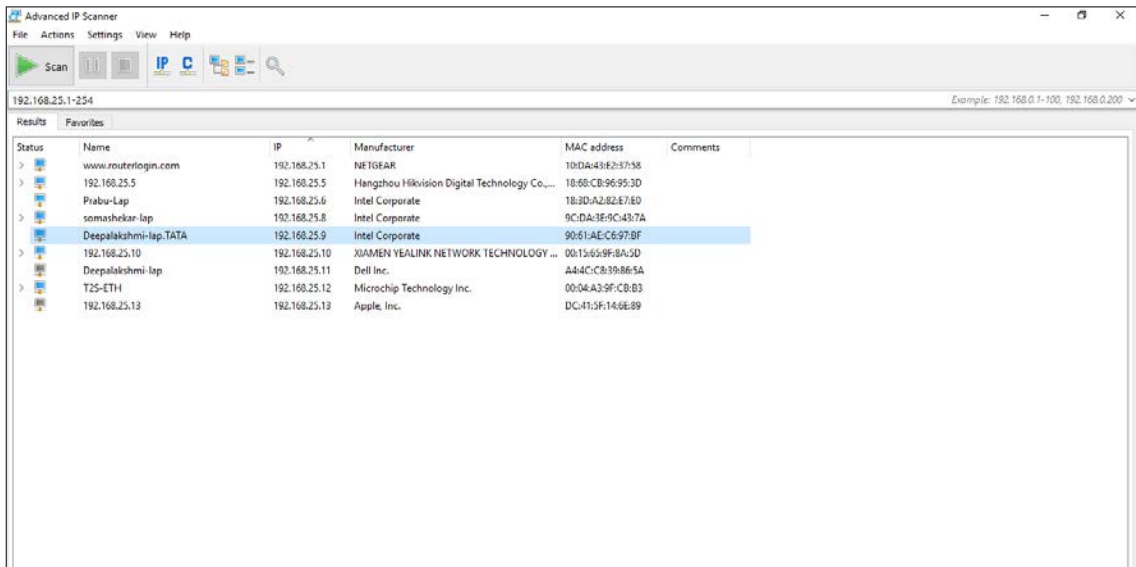 Advanced IP Scanner
File Actions Settings View Help
Scan IP C
192.168.25.1-254 Example: 192.168.0.1-100, 192.168.0.200
Results Favorites
Status Name IP Manufacturer MAC address Comments
www.routerlogin.com 192.168.25.1 NETGEAR 10:DA:43:E2:37:58
192.168.25.5 192.168.25.5 Hangzhou Hikvision Digital Technology Co.,... 18:68:CB:96:95:3D
Prabu-Lap 192.168.25.6 Intel Corporate 18:3D:A2:82:E7:E0
somashekar-lap 192.168.25.8 Intel Corporate 9C:DA:3E:9C:43:7A
Deepalakshmi-lap.TATA 192.168.25.9 Intel Corporate 90:61:AE:C6:97:BF
192.168.25.10 192.168.25.10 XIAMEN YEALINK NETWORK TECHNOLOGY ... 00:15:65:9F:8A:5D
Deepalakshmi-lap 192.168.25.11 Dell Inc. A4:4C:C8:39:86:5A
T2S-ETH 192.168.25.12 Microchip Technology Inc. 00:04:A3:9F:CB:B3
192.168.25.13 192.168.25.13 Apple, Inc. DC:41:5F:14:6E:89